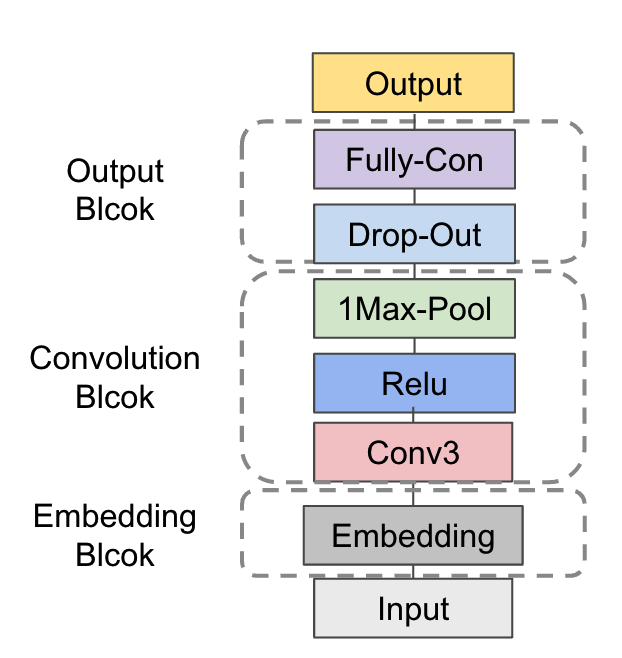 Output
Output
Blcok
Fully-Con
Drop-Out
Convolution
Blcok
1Max-Pool
Relu
Conv3
Embedding
Blcok
Embedding
Input